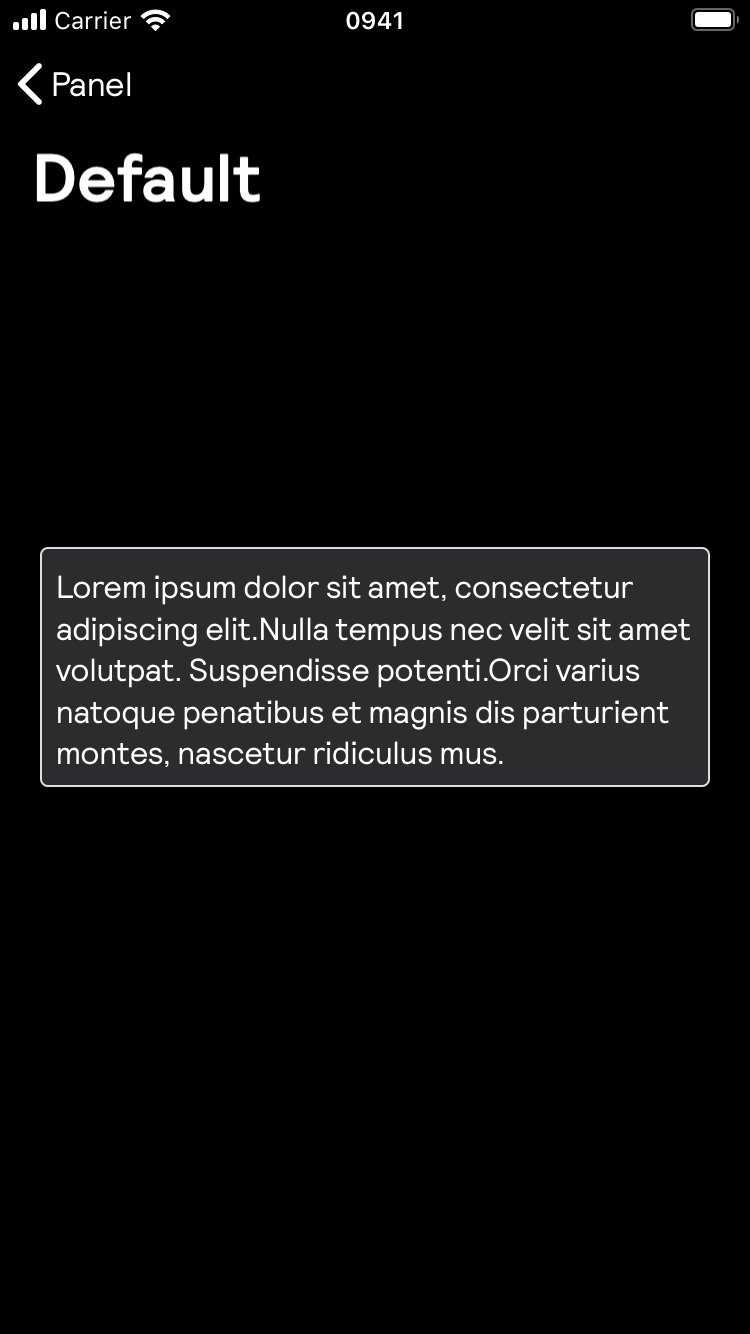 Carrier 0941
Panel
Default
Lorem ipsum dolor sit amet, consectetur
adipiscing elit.Nulla tempus nec velit sit amet
volutpat. Suspendisse potenti.Orci varius
natoque penatibus et magnis dis parturient
montes, nascetur ridiculus mus.